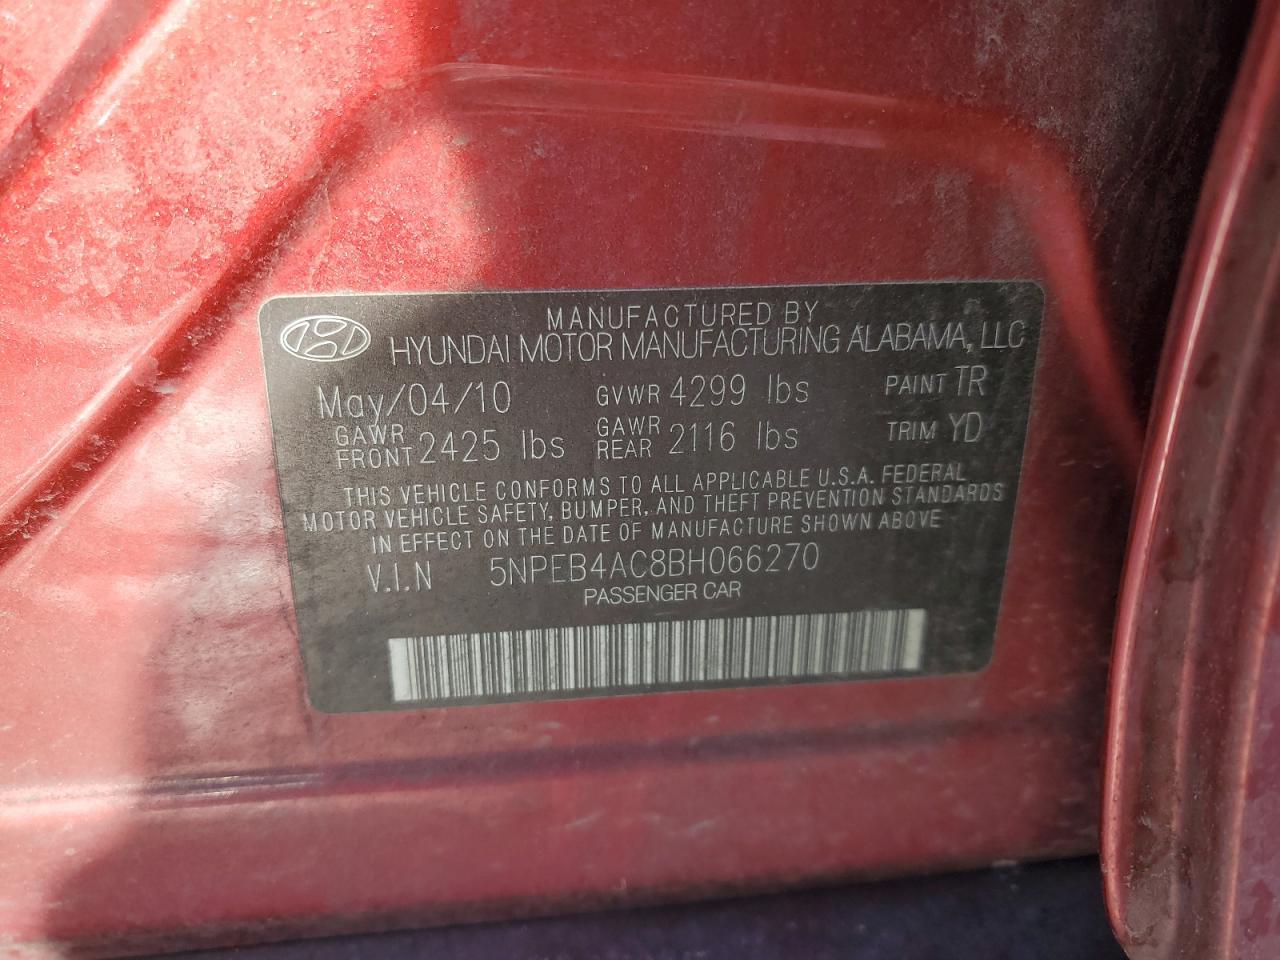 MANUFACTURED BY
HYUNDAI MOTOR MANUFACTURING ALABAMA, LLC
May/04/10 GVWR 4299 lbs PAINT TR
GAWR FRONT 2425 lbs GAWR REAR 2116 lbs TRIM YD
THIS VEHICLE CONFORMS TO ALL APPLICABLE U.S.A. FEDERAL
MOTOR VEHICLE SAFETY, BUMPER, AND THEFT PREVENTION STANDARDS
IN EFFECT ON THE DATE OF MANUFACTURE SHOWN ABOVE
V.I.N 5NPEB4AC8BH066270
PASSENGER CAR